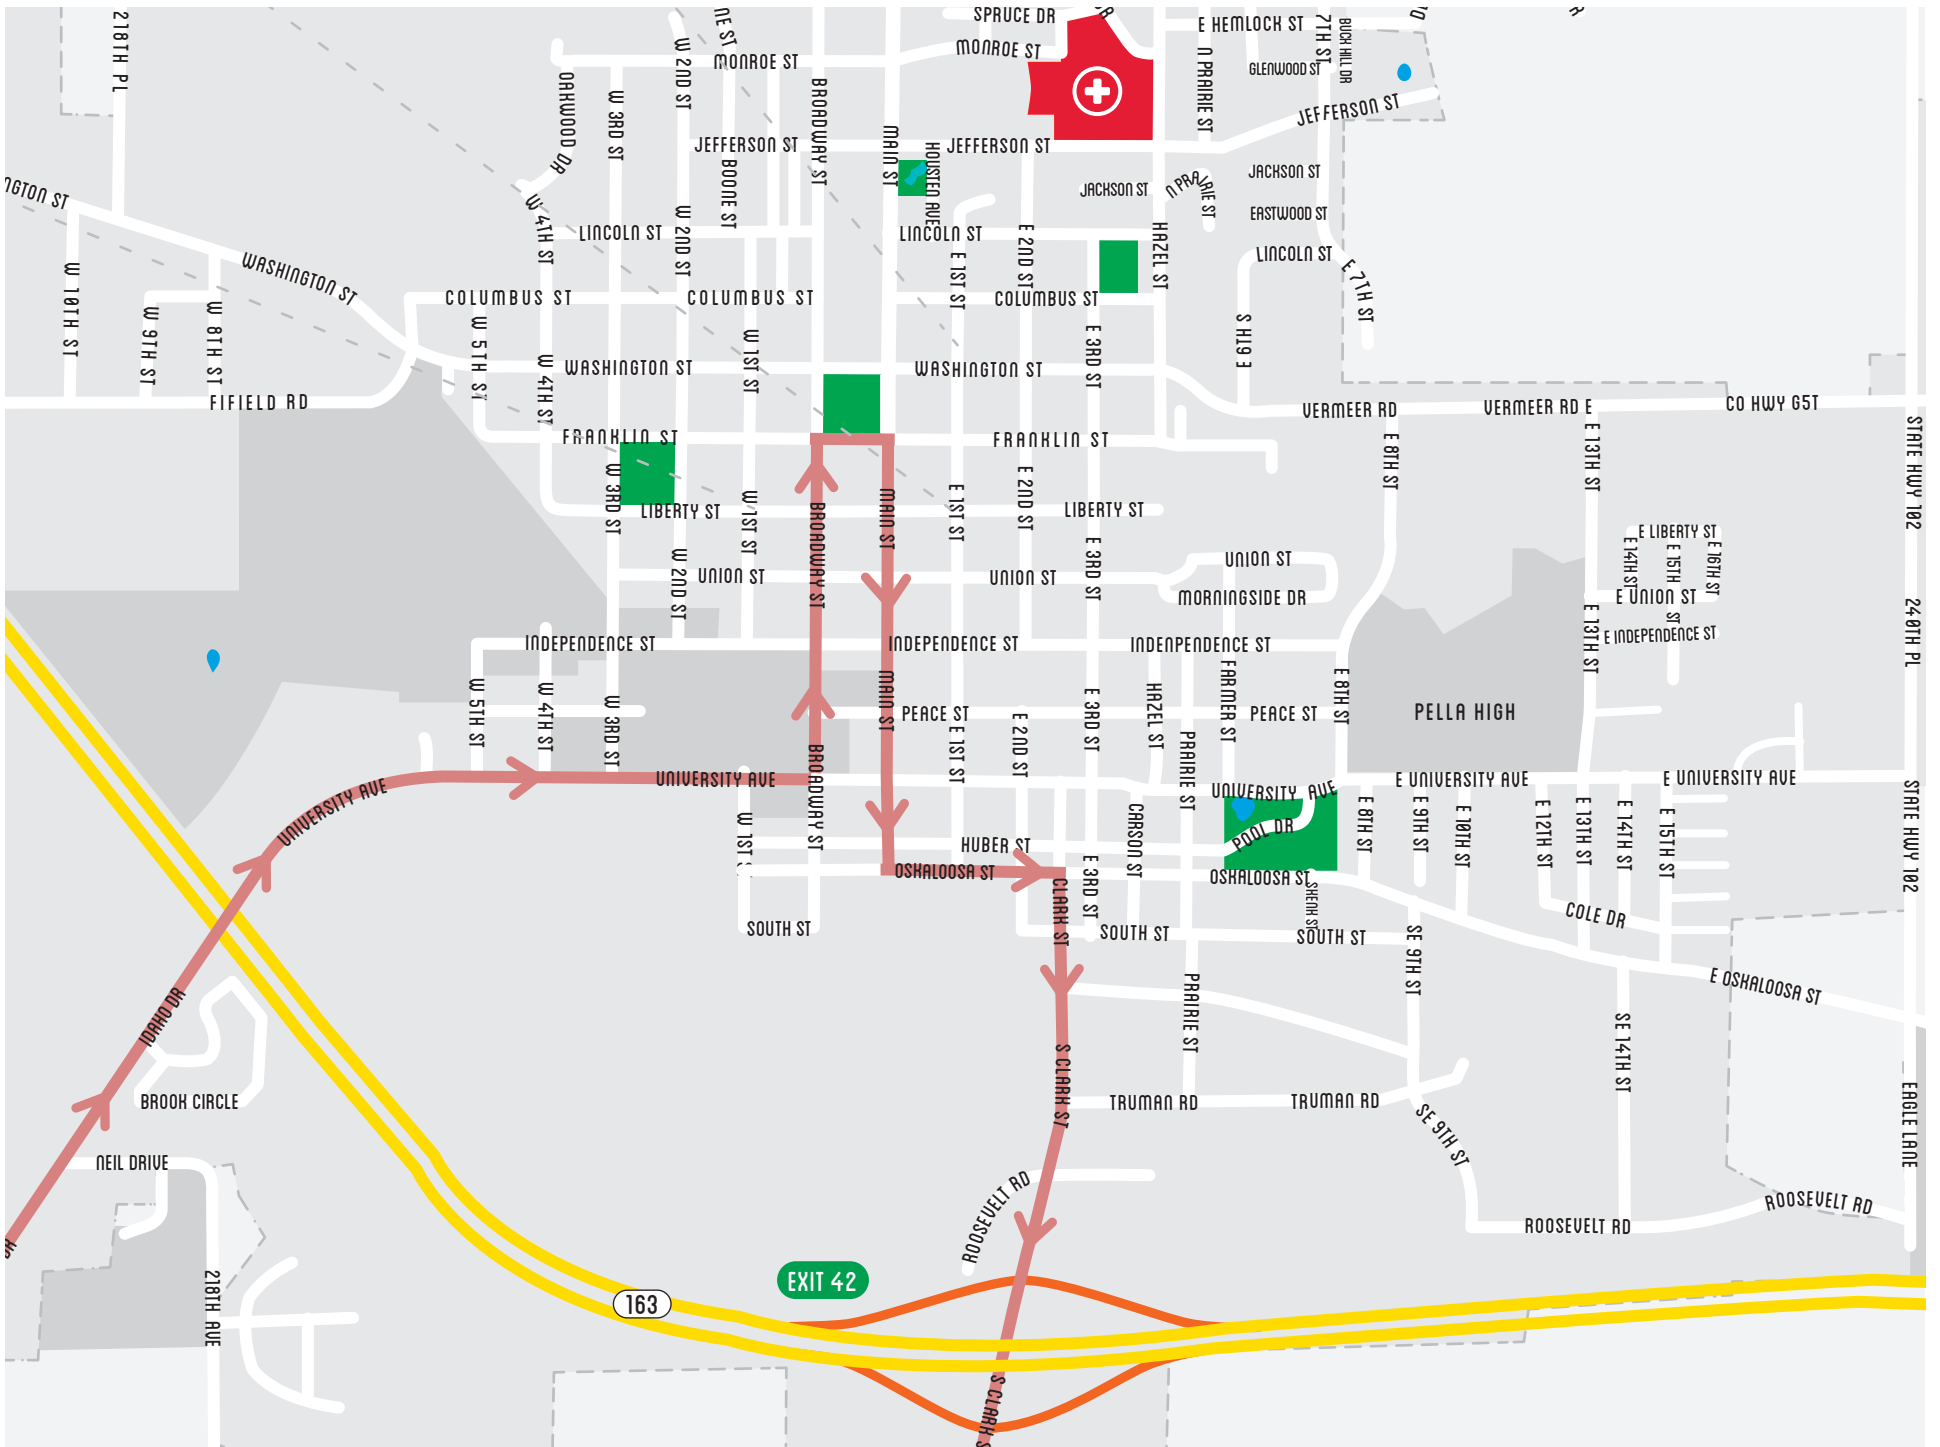 218TH PL
NE ST
SPRUCE DR
DR
E HEMLOCK ST
7TH ST
BUCK HILL DR
MONROE ST
MONROE ST
W 2ND ST
N PRAIRIE ST
GLENWOOD ST
OAKWOOD DR
W 3RD ST
BROADWAY ST
JEFFERSON ST
JEFFERSON ST
MAIN ST
HOUSTEN AVE
JEFFERSON ST
BOONE ST
JACKSON ST
JACKSON ST
N PRAIRIE ST
NGTON ST
W 4TH ST
W 2ND ST
EASTWOOD ST
LINCOLN ST
LINCOLN ST
E 2ND ST
HAZEL ST
LINCOLN ST
E 7TH ST
W 10TH ST
WASHINGTON ST
E 1ST ST
COLUMBUS ST
COLUMBUS ST
COLUMBUS ST
W 9TH ST
W 8TH ST
W 5TH ST
W 4TH ST
W 1ST ST
E 3RD ST
E 6TH S
WASHINGTON ST
WASHINGTON ST
FIFIELD RD
VERMEER RD
VERMEER RD E
CO HWY G5T
FRANKLIN ST
FRANKLIN ST
E 8TH ST
E 13TH ST
STATE HWY 102
W 3RD ST
LIBERTY ST
W 1ST ST
BROADWAY ST
MAIN ST
E 1ST ST
E 2ND ST
LIBERTY ST
E LIBERTY ST
E 14TH ST
E 15TH ST
E 16TH ST
W 2ND ST
UNION ST
UNION ST
E 3RD ST
UNION ST
MORNINGSIDE DR
E UNION ST
240TH PL
E 13TH ST
E INDEPENDENCE ST
INDEPENDENCE ST
INDEPENDENCE ST
INDENPENDENCE ST
W 5TH ST
W 4TH ST
W 3RD ST
MAIN ST
PEACE ST
E 1ST ST
E 2ND ST
E 3RD ST
HAZEL ST
PRAIRIE ST
FARMER ST
PEACE ST
E 8TH ST
PELLA HIGH
UNIVERSITY AVE
UNIVERSITY AVE
BROADWAY ST
UNIVERSITY AVE
E UNIVERSITY AVE
E UNIVERSITY AVE
STATE HWY 102
W 1ST S
HUBER ST
CARSON ST
POOL DR
E 8TH ST
E 9TH ST
E 10TH ST
E 12TH ST
E 13TH ST
E 14TH ST
E 15TH ST
OSKALOOSA ST
OSKALOOSA ST
CLARK ST
E 3RD ST
SKENK ST
COLE DR
SOUTH ST
SOUTH ST
SOUTH ST
SE 9TH ST
E OSKALOOSA ST
IDAHO DR
PRAIRIE ST
SE 14TH ST
BROOK CIRCLE
S CLARK ST
TRUMAN RD
TRUMAN RD
SE 9TH ST
EAGLE LANE
NEIL DRIVE
ROOSEVELT RD
ROOSEVELT RD
ROOSEVELT RD
DR
218TH AVE
EXIT 42
163
S CLARK S